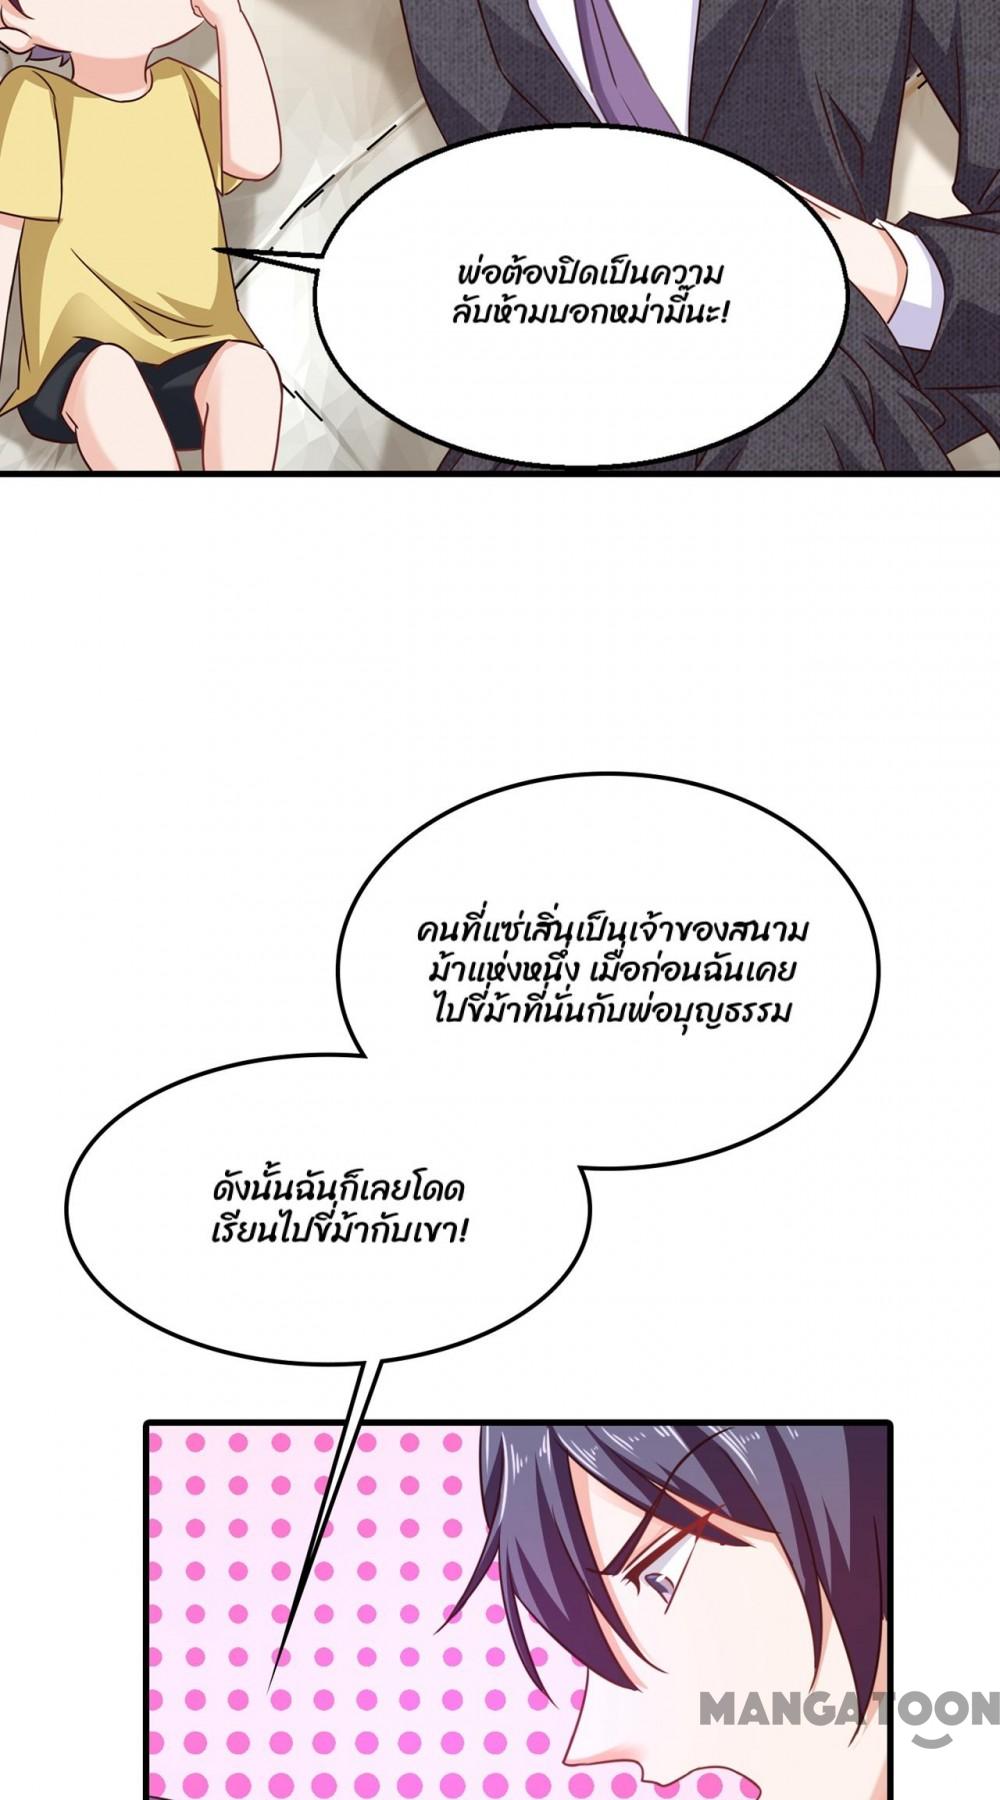 พ่อต้องปิดเป็นความ
ลับห้ามบอกหม่ามี๊นะ!
คนที่แซ่เสิ่นเป็นเจ้าของสนาม
ม้าแห่งหนึ่ง เมื่อก่อนฉันเคย
ไปขี่ม้าที่นั่นกับพ่อบุญธรรม
ดังนั้นฉันก็เลยโดด
เรียนไปขี่ม้ากับเขา!
MANGATOON